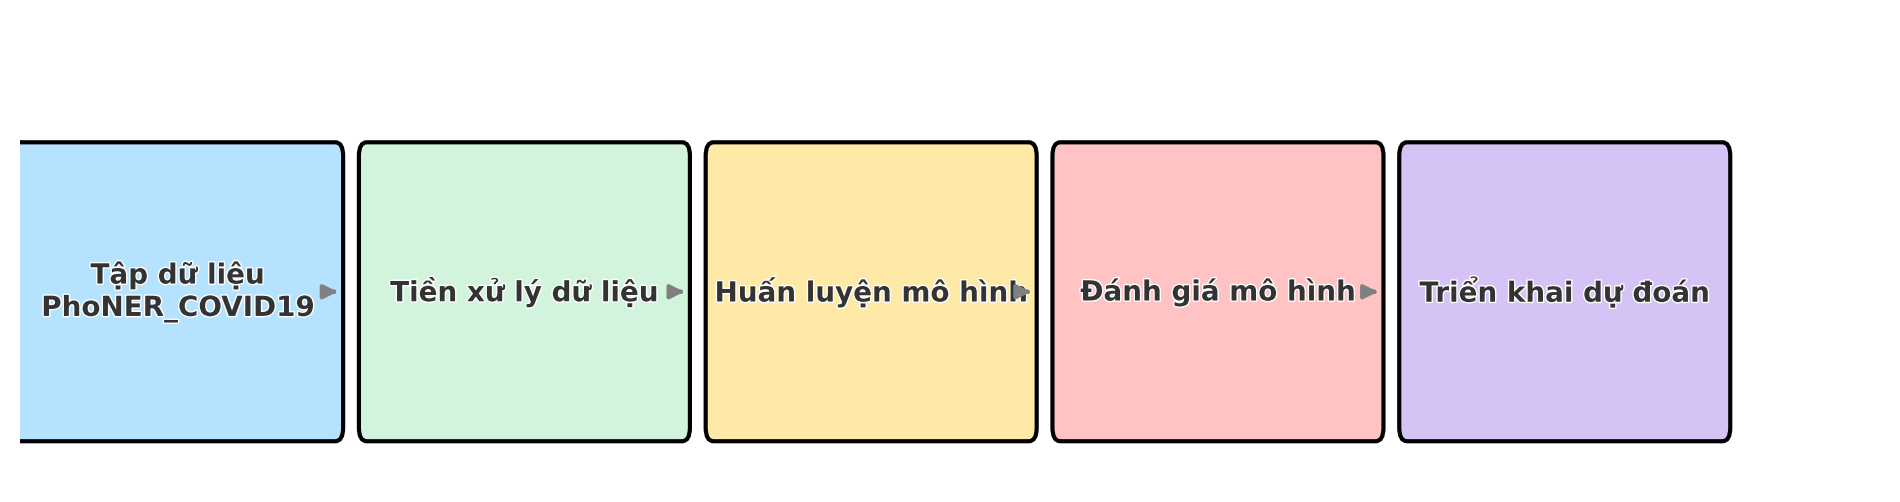 Tập dữ liệu
PhoNER_COVID19
Tiền xử lý dữ liệu
Huấn luyện mô hình
Đánh giá mô hình
Triển khai dự đoán